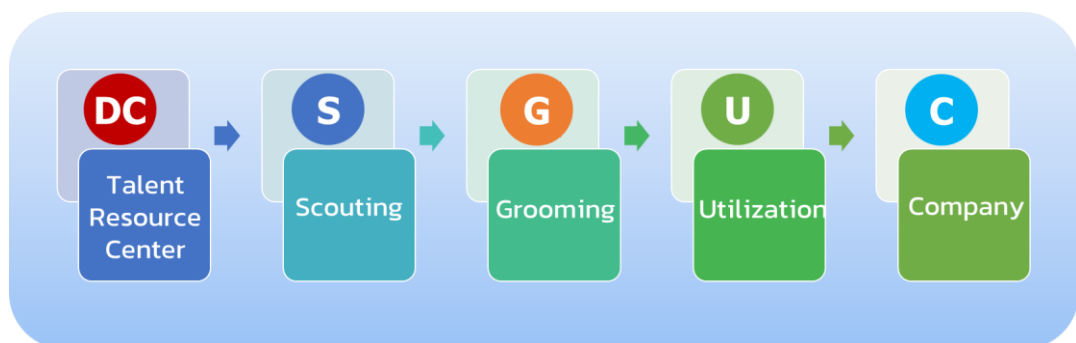 DC
Talent
Resource
Center
S
Scouting
G
Grooming
U
Utilization
C
Company